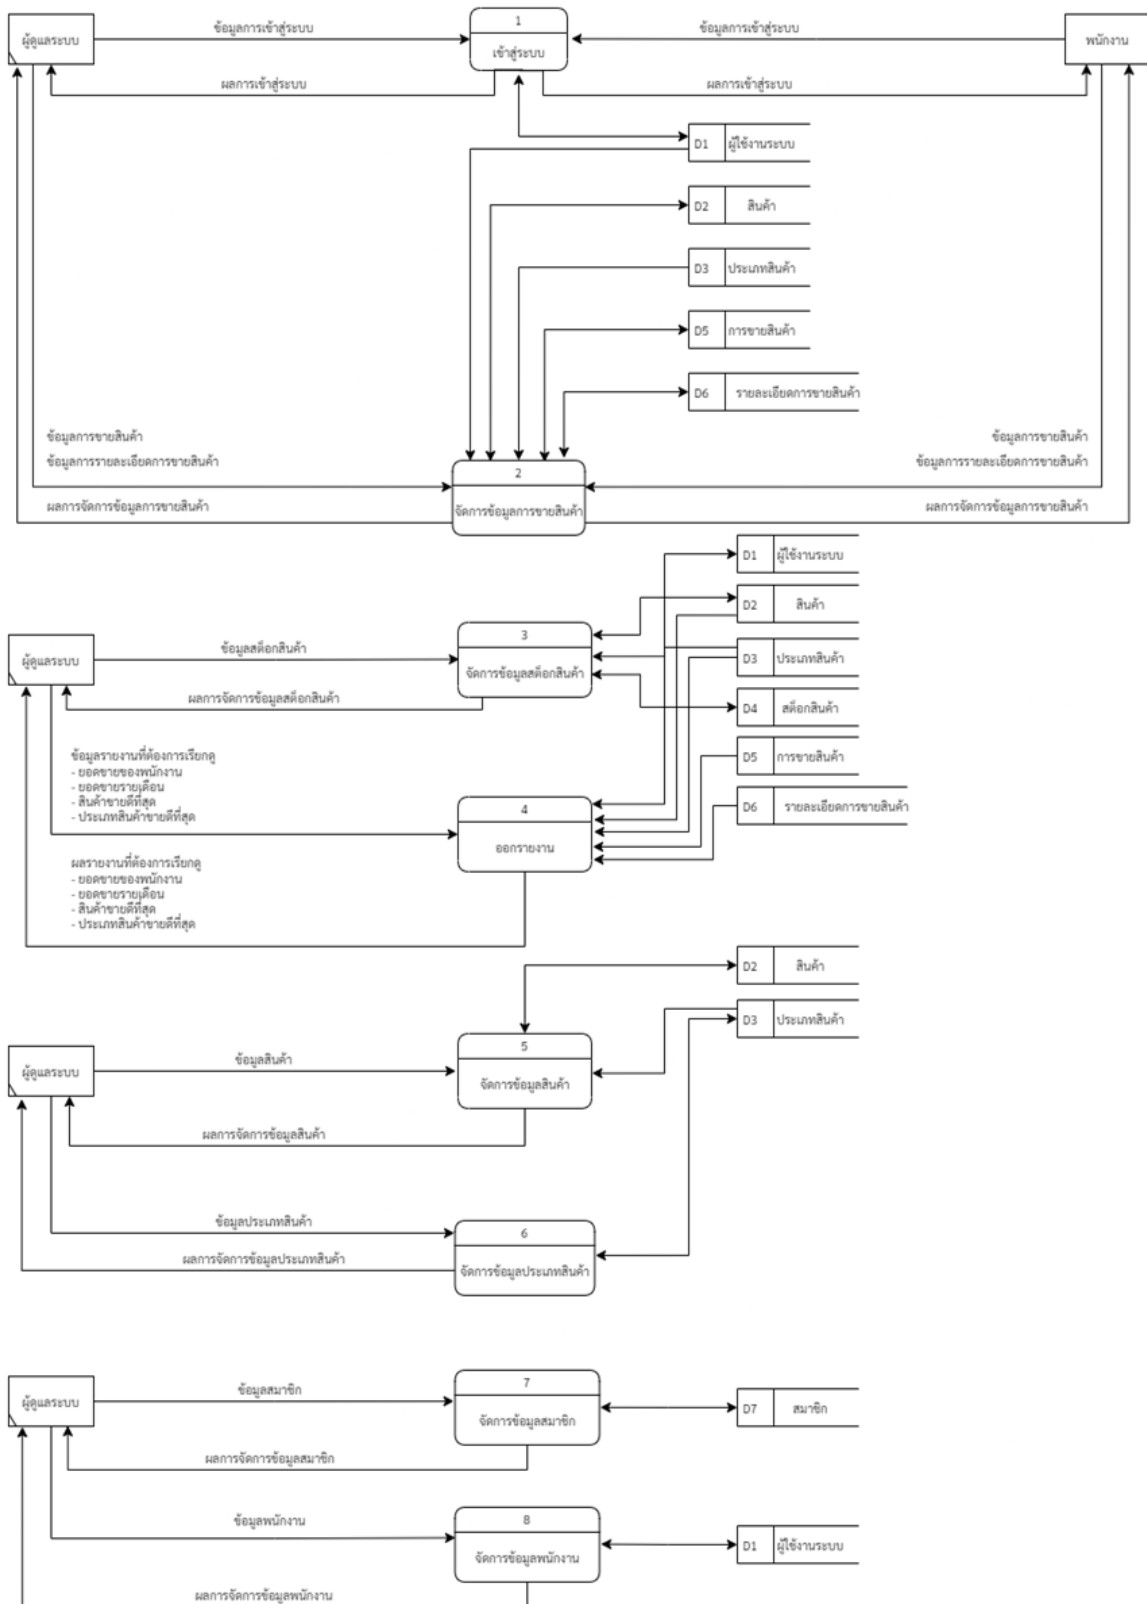 ผู้ดูแลระบบ
ข้อมูลการเข้าสู่ระบบ
1
เข้าสู่ระบบ
ข้อมูลการเข้าสู่ระบบ
พนักงาน
ผลการเข้าสู่ระบบ
ผลการเข้าสู่ระบบ
D1 ผู้ใช้งานระบบ
D2 สินค้า
D3 ประเภทสินค้า
D5 การขายสินค้า
D6 รายละเอียดการขายสินค้า
ข้อมูลการขายสินค้า
ข้อมูลการรายละเอียดการขายสินค้า
ผลการจัดการข้อมูลการขายสินค้า
2
จัดการข้อมูลการขายสินค้า
ข้อมูลการขายสินค้า
ข้อมูลการรายละเอียดการขายสินค้า
ผลการจัดการข้อมูลการขายสินค้า
D1 ผู้ใช้งานระบบ
D2 สินค้า
D3 ประเภทสินค้า
D4 สต็อกสินค้า
D5 การขายสินค้า
D6 รายละเอียดการขายสินค้า
ผู้ดูแลระบบ
ข้อมูลสต็อกสินค้า
3
จัดการข้อมูลสต็อกสินค้า
ผลการจัดการข้อมูลสต็อกสินค้า
ข้อมูลรายงานที่ต้องการเรียกดู
- ยอดขายของพนักงาน
- ยอดขายรายเดือน
- สินค้าขายดีที่สุด
- ประเภทสินค้าขายดีที่สุด
4
ออกรายงาน
ผลรายงานที่ต้องการเรียกดู
- ยอดขายของพนักงาน
- ยอดขายรายเดือน
- สินค้าขายดีที่สุด
- ประเภทสินค้าขายดีที่สุด
D2 สินค้า
D3 ประเภทสินค้า
ผู้ดูแลระบบ
ข้อมูลสินค้า
5
จัดการข้อมูลสินค้า
ผลการจัดการข้อมูลสินค้า
ข้อมูลประเภทสินค้า
6
จัดการข้อมูลประเภทสินค้า
ผลการจัดการข้อมูลประเภทสินค้า
ผู้ดูแลระบบ
ข้อมูลสมาชิก
7
จัดการข้อมูลสมาชิก
D7 สมาชิก
ผลการจัดการข้อมูลสมาชิก
ข้อมูลพนักงาน
8
จัดการข้อมูลพนักงาน
D1 ผู้ใช้งานระบบ
ผลการจัดการข้อมูลพนักงาน